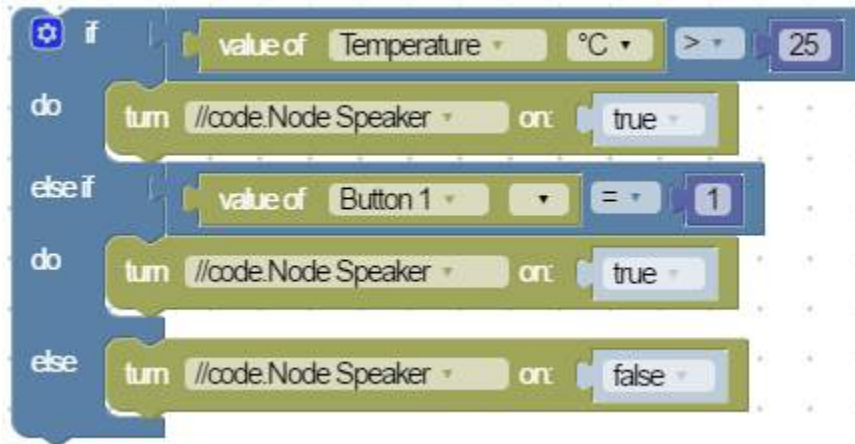 if value of Temperature °C > 25
do turn //code.Node Speaker on: true
else if value of Button 1 = 1
do turn //code.Node Speaker on: true
else turn //code.Node Speaker on: false